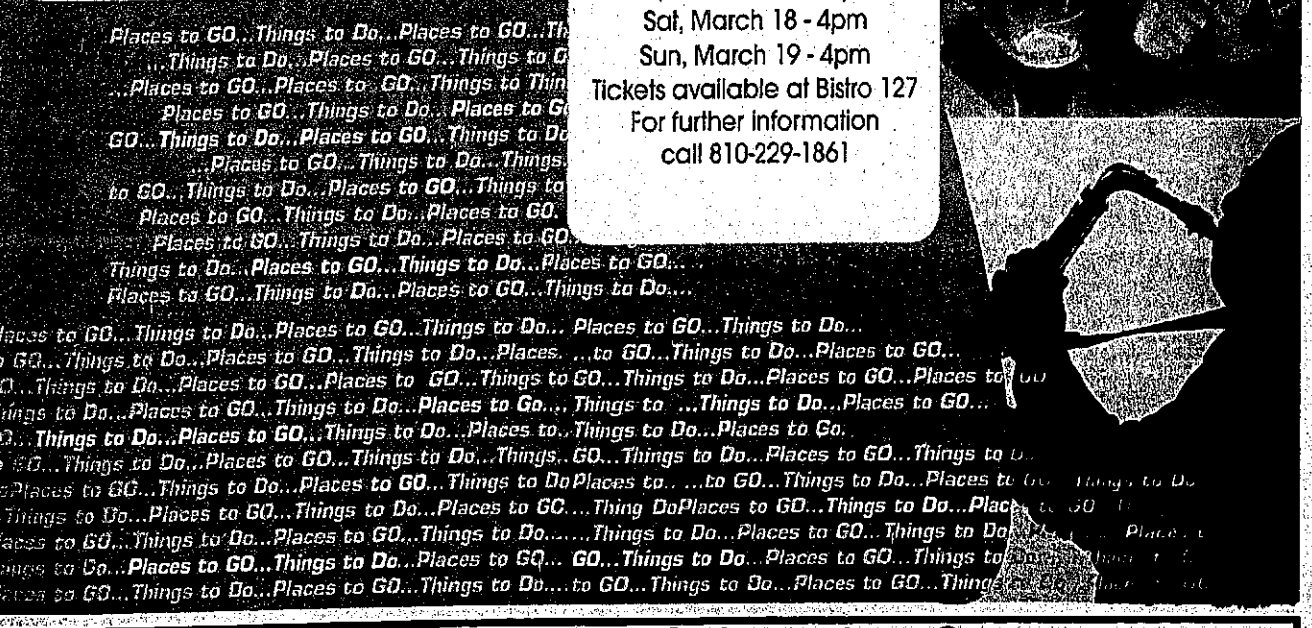 Sat, March 18 - 4pm
Sun, March 19 - 4pm
Tickets available at Bistro 127
For further information
call 810-229-1861
Places to GO...Things to Do...Places to GO...Th
...Things to Do...Places to GO...Things to
...Places to GO...Places to GO...Things to Thin
Places to GO...Things to Do...Places to G
GO...Things to Do...Places to GO...Things to Do
...Places to GO...Things to Do...Things.
to GO...Things to Do...Places to GO...Things to
Places to GO...Things to Do...Places to GO.
Places to GO...Things to Do...Places to GO.
Things to Do...Places to GO...Things to Do...Places to GO.....
Places to GO...Things to Do...Places to GO...Things to Do....
laces to GO...Things to Do...Places to GO...Things to Do... Places to GO...Things to Do...
GO...Things to Do...Places to GO...Things to Do...Places. ...to GO...Things to Do...Places to GO...
...Things to Do...Places to GO...Places to GO...Things to GO...Things to Do...Places to GO...Places to GO
ings to Do...Places to GO...Things to Do...Places to Go.... Things to ...Things to Do...Places to GO...
...Things to Do...Places to GO...Things to Do...Places to..Things to Do...Places to Go.
GO...Things to Do...Places to GO...Things to Do...Things..GO...Things to Do...Places to GO...Things to
Places to GO...Things to Do...Places to GO...Things to DoPlaces to.. ...to GO...Things to Do...Places to
Things to Do...Places to GO...Things to Do...Places to GO....Thing DoPlaces to GO...Things to Do...Plac to GO
laces to GO...Things to Do...Places to GO...Things to Do.......Things to Do...Places to GO...Things to Do
ings to Do...Places to GO...Things to Do...Places to GO... GO...Things to Do...Places to GO...Things to
laces to GO...Things to Do...Places to GO...Things to Do....to GO...Things to Do...Places to GO...Thing